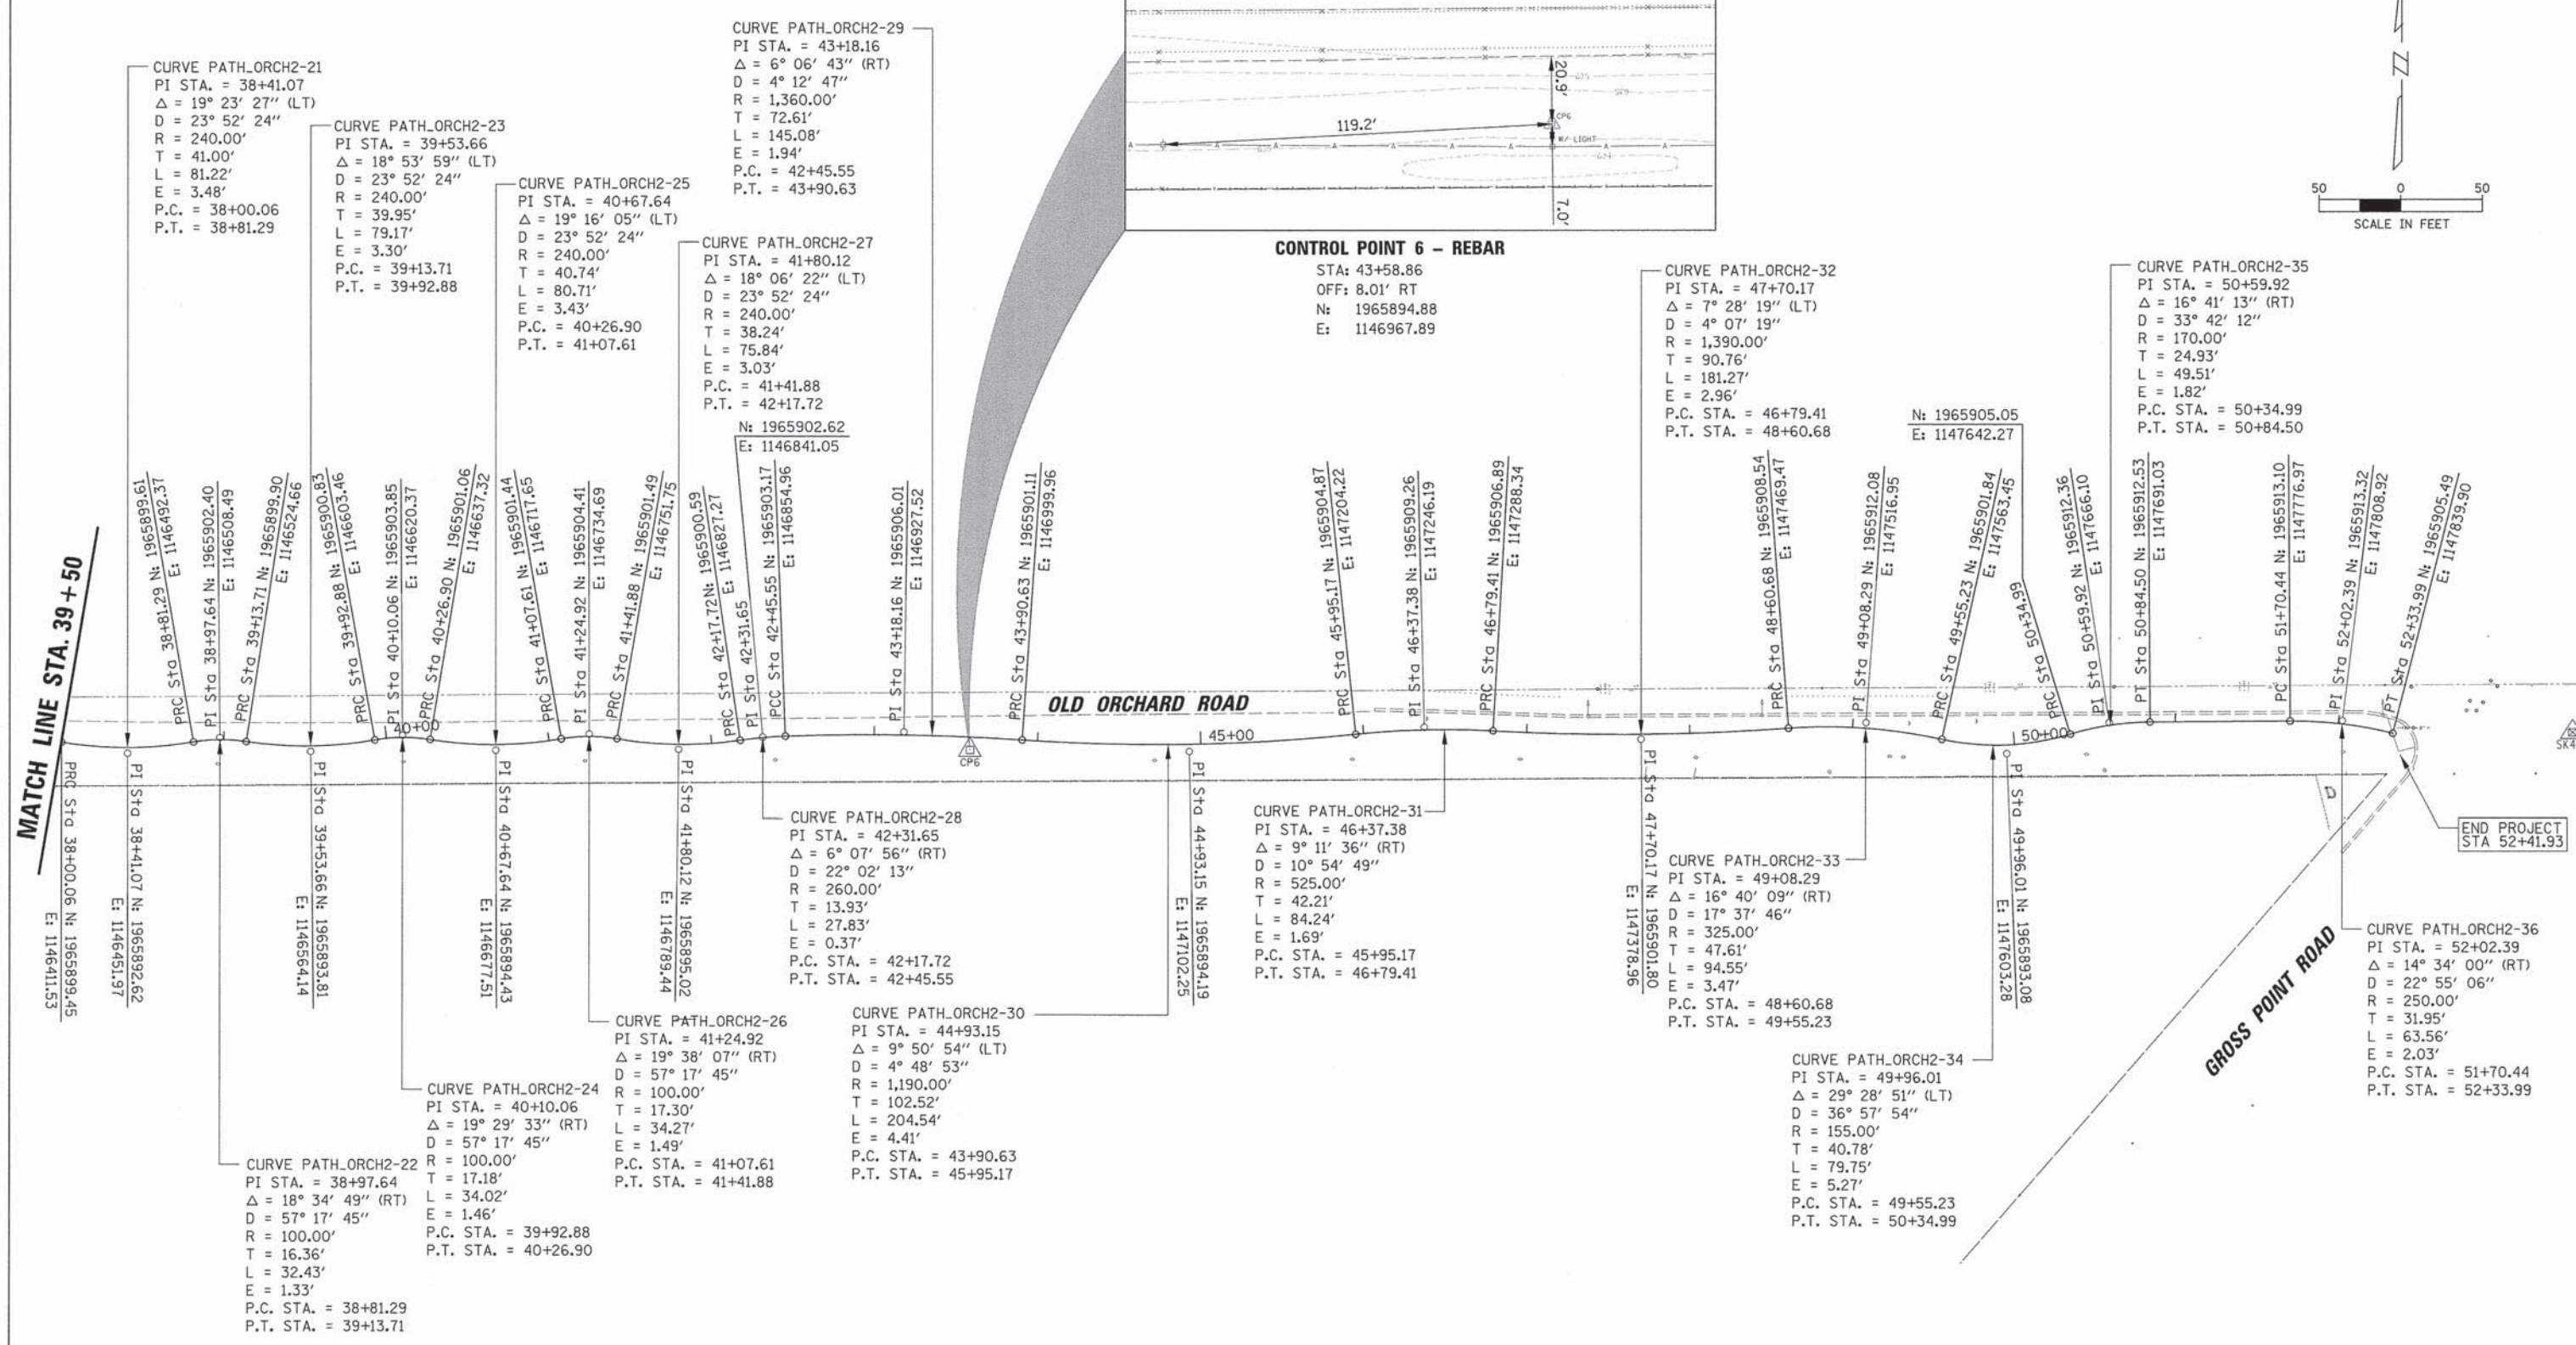 CURVE PATH_ORCH2-21
PI STA. = 38+41.07
Δ = 19° 23' 27" (LT)
D = 23° 52' 24"
R = 240.00'
T = 41.00'
L = 81.22'
E = 3.48'
P.C. = 38+00.06
P.T. = 38+81.29
CURVE PATH_ORCH2-23
PI STA. = 39+53.66
Δ = 18° 53' 59" (LT)
D = 23° 52' 24"
R = 240.00'
T = 39.95'
L = 79.17'
E = 3.30'
P.C. = 39+13.71
P.T. = 39+92.88
CURVE PATH_ORCH2-25
PI STA. = 40+67.64
Δ = 19° 16' 05" (LT)
D = 23° 52' 24"
R = 240.00'
T = 40.74'
L = 80.71'
E = 3.43'
P.C. = 40+26.90
P.T. = 41+07.61
CURVE PATH_ORCH2-29
PI STA. = 43+18.16
Δ = 6° 06' 43" (RT)
D = 4° 12' 47"
R = 1,360.00'
T = 72.61'
L = 145.08'
E = 1.94'
P.C. = 42+45.55
P.T. = 43+90.63
CURVE PATH_ORCH2-27
PI STA. = 41+80.12
Δ = 18° 06' 22" (LT)
D = 23° 52' 24"
R = 240.00'
T = 38.24'
L = 75.84'
E = 3.03'
P.C. = 41+41.88
P.T. = 42+17.72
N: 1965902.62
E: 1146841.05
119.2'
20.9'
CP6
W/ LIGHT
7.0'
CONTROL POINT 6 – REBAR
STA: 43+58.86
OFF: 8.01' RT
N: 1965894.88
E: 1146967.89
50 0 50
SCALE IN FEET
CURVE PATH_ORCH2-32
PI STA. = 47+70.17
Δ = 7° 28' 19" (LT)
D = 4° 07' 19"
R = 1,390.00'
T = 90.76'
L = 181.27'
E = 2.96'
P.C. STA. = 46+79.41
P.T. STA. = 48+60.68
N: 1965905.05
E: 1147642.27
CURVE PATH_ORCH2-35
PI STA. = 50+59.92
Δ = 16° 41' 13" (RT)
D = 33° 42' 12"
R = 170.00'
T = 24.93'
L = 49.51'
E = 1.82'
P.C. STA. = 50+34.99
P.T. STA. = 50+84.50
MATCH LINE STA. 39+50
PRC Sta 38+81.29 N: 1965899.61
E: 1146492.37
PI Sta 38+97.64 N: 1965902.40
E: 1146508.49
PRC Sta 39+13.71 N: 1965899.90
E: 1146524.66
PRC Sta 39+92.88 N: 1965900.83
E: 1146603.46
PI Sta 40+10.06 N: 1965903.85
E: 1146620.37
PRC Sta 40+26.90 N: 1965901.06
E: 1146637.32
PRC Sta 41+07.61 N: 1965901.44
E: 1146717.65
PI Sta 41+24.92 N: 1965904.41
E: 1146734.69
PRC Sta 41+41.88 N: 1965901.49
E: 1146751.75
PRC Sta 42+17.72 N: 1965900.59
E: 1146827.27
PI Sta 42+31.65
PCC Sta 42+45.55 N: 1965903.17
E: 1146854.96
PI Sta 43+18.16 N: 1965906.01
E: 1146927.52
PRC Sta 43+90.63 N: 1965901.11
E: 1146999.96
PRC Sta 45+95.17 N: 1965904.87
E: 1147204.22
PI Sta 46+37.38 N: 1965909.26
E: 1147246.19
PRC Sta 46+79.41 N: 1965906.89
E: 1147288.34
PRC Sta 48+60.68 N: 1965908.54
E: 1147469.47
PI Sta 49+08.29 N: 1965912.08
E: 1147516.95
PRC Sta 49+55.23 N: 1965901.84
E: 1147563.45
PRC Sta 50+34.99
PI Sta 50+59.92 N: 1965912.36
E: 1147666.10
PT Sta 50+84.50 N: 1965912.53
E: 1147691.03
PC Sta 51+70.44 N: 1965913.10
E: 1147776.97
PI Sta 52+02.39 N: 1965913.32
E: 1147808.92
PT Sta 52+33.99 N: 1965905.49
E: 1147839.90
OLD ORCHARD ROAD
40+00
45+00
50+00
CP6
SK4
PRC Sta 38+00.06 N: 1965899.45
E: 1146411.53
PI Sta 38+41.07 N: 1965892.62
E: 1146451.97
PI Sta 39+53.66 N: 1965893.81
E: 1146564.14
PI Sta 40+67.64 N: 1965894.43
E: 1146677.51
PI Sta 41+80.12 N: 1965895.02
E: 1146789.44
PI Sta 44+93.15 N: 1965894.19
E: 1147102.25
PI Sta 47+70.17 N: 1965901.80
E: 1147378.96
PI Sta 49+96.01 N: 1965893.08
E: 1147603.28
END PROJECT
STA 52+41.93
GROSS POINT ROAD
CURVE PATH_ORCH2-28
PI STA. = 42+31.65
Δ = 6° 07' 56" (RT)
D = 22° 02' 13"
R = 260.00'
T = 13.93'
L = 27.83'
E = 0.37'
P.C. STA. = 42+17.72
P.T. STA. = 42+45.55
CURVE PATH_ORCH2-31
PI STA. = 46+37.38
Δ = 9° 11' 36" (RT)
D = 10° 54' 49"
R = 525.00'
T = 42.21'
L = 84.24'
E = 1.69'
P.C. STA. = 45+95.17
P.T. STA. = 46+79.41
CURVE PATH_ORCH2-33
PI STA. = 49+08.29
Δ = 16° 40' 09" (RT)
D = 17° 37' 46"
R = 325.00'
T = 47.61'
L = 94.55'
E = 3.47'
P.C. STA. = 48+60.68
P.T. STA. = 49+55.23
CURVE PATH_ORCH2-36
PI STA. = 52+02.39
Δ = 14° 34' 00" (RT)
D = 22° 55' 06"
R = 250.00'
T = 31.95'
L = 63.56'
E = 2.03'
P.C. STA. = 51+70.44
P.T. STA. = 52+33.99
CURVE PATH_ORCH2-26
PI STA. = 41+24.92
Δ = 19° 38' 07" (RT)
D = 57° 17' 45"
R = 100.00'
T = 17.30'
L = 34.27'
E = 1.49'
P.C. STA. = 41+07.61
P.T. STA. = 41+41.88
CURVE PATH_ORCH2-30
PI STA. = 44+93.15
Δ = 9° 50' 54" (LT)
D = 4° 48' 53"
R = 1,190.00'
T = 102.52'
L = 204.54'
E = 4.41'
P.C. STA. = 43+90.63
P.T. STA. = 45+95.17
CURVE PATH_ORCH2-34
PI STA. = 49+96.01
Δ = 29° 28' 51" (LT)
D = 36° 57' 54"
R = 155.00'
T = 40.78'
L = 79.75'
E = 5.27'
P.C. STA. = 49+55.23
P.T. STA. = 50+34.99
CURVE PATH_ORCH2-24
PI STA. = 40+10.06
Δ = 19° 29' 33" (RT)
D = 57° 17' 45"
R = 100.00'
T = 17.18'
L = 34.02'
E = 1.46'
P.C. STA. = 39+92.88
P.T. STA. = 40+26.90
CURVE PATH_ORCH2-22
PI STA. = 38+97.64
Δ = 18° 34' 49" (RT)
D = 57° 17' 45"
R = 100.00'
T = 16.36'
L = 32.43'
E = 1.33'
P.C. STA. = 38+81.29
P.T. STA. = 39+13.71